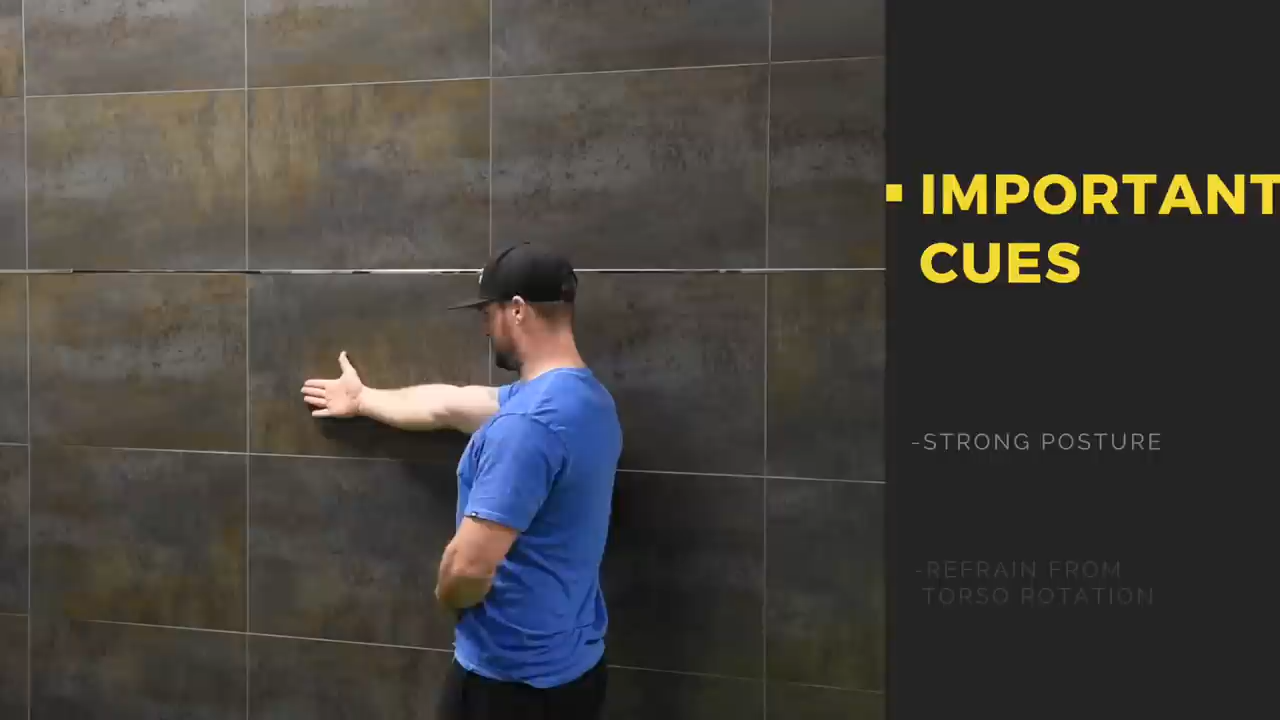 IMPORTANT
CUES
-STRONG POSTURE
-REFRAIN FROM
TORSO ROTATION